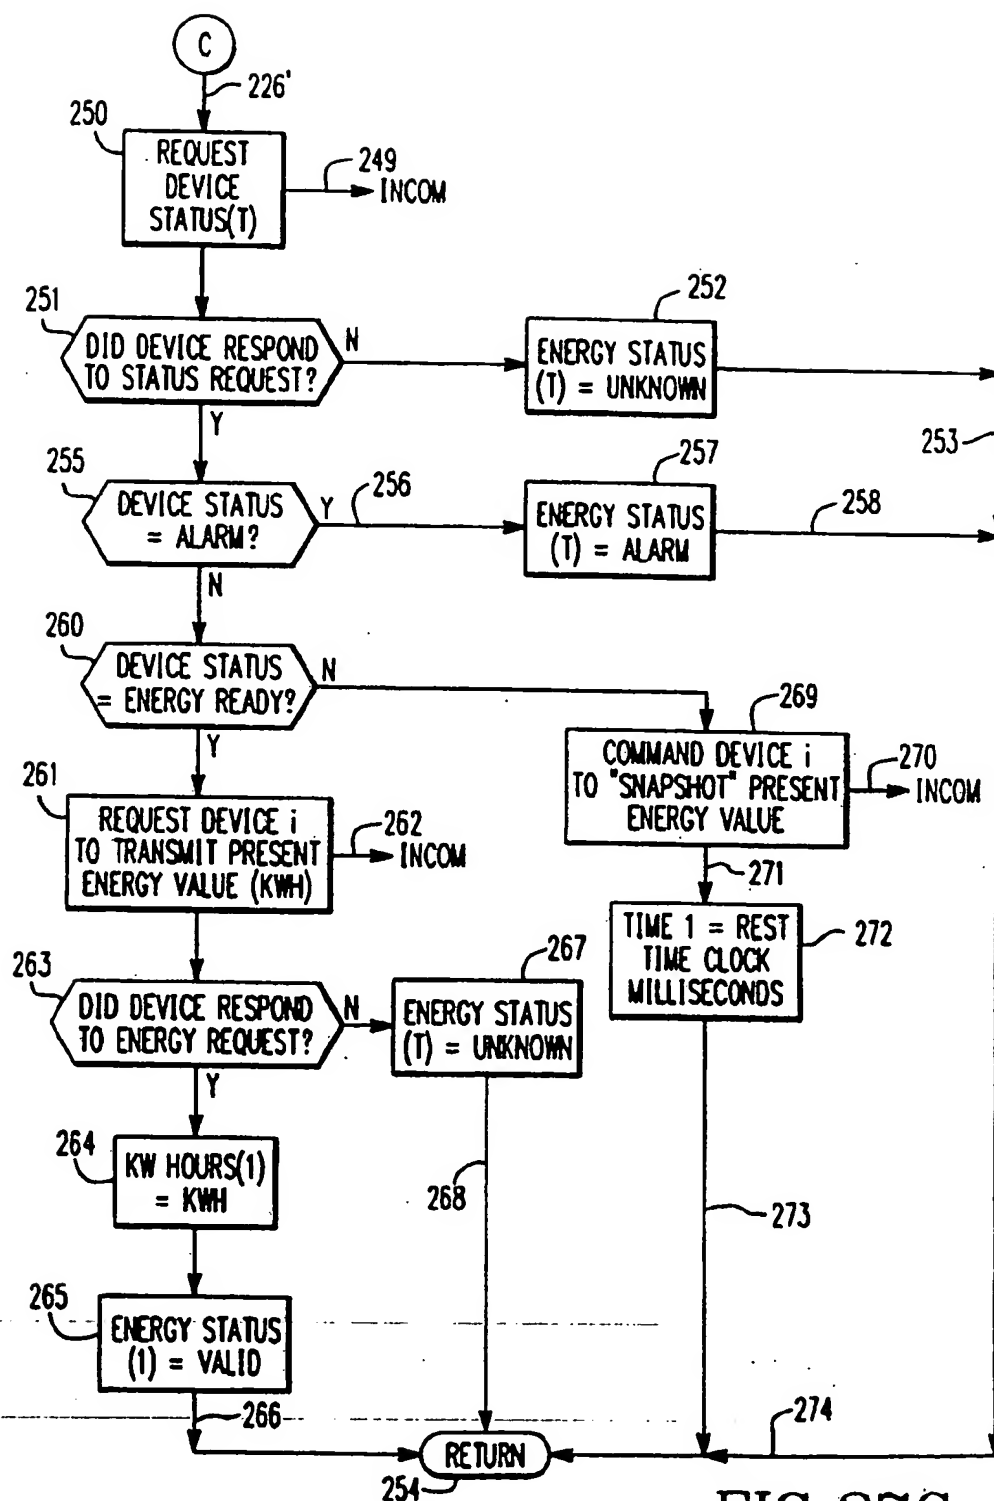 C
226'
250
REQUEST
DEVICE
STATUS(T)
249
INCOM
251
DID DEVICE RESPOND
TO STATUS REQUEST?
N
Y
252
ENERGY STATUS
(T) = UNKNOWN
253
255
DEVICE STATUS
= ALARM?
Y
256
N
257
ENERGY STATUS
(T) = ALARM
258
260
DEVICE STATUS
= ENERGY READY?
N
Y
269
COMMAND DEVICE i
TO "SNAPSHOT" PRESENT
ENERGY VALUE
270
INCOM
261
REQUEST DEVICE i
TO TRANSMIT PRESENT
ENERGY VALUE (KWH)
262
INCOM
271
TIME 1 = REST
TIME CLOCK
MILLISECONDS
272
263
DID DEVICE RESPOND
TO ENERGY REQUEST?
N
Y
267
ENERGY STATUS
(T) = UNKNOWN
264
KW HOURS(1)
= KWH
268
273
265
ENERGY STATUS
(1) = VALID
266
274
RETURN
254